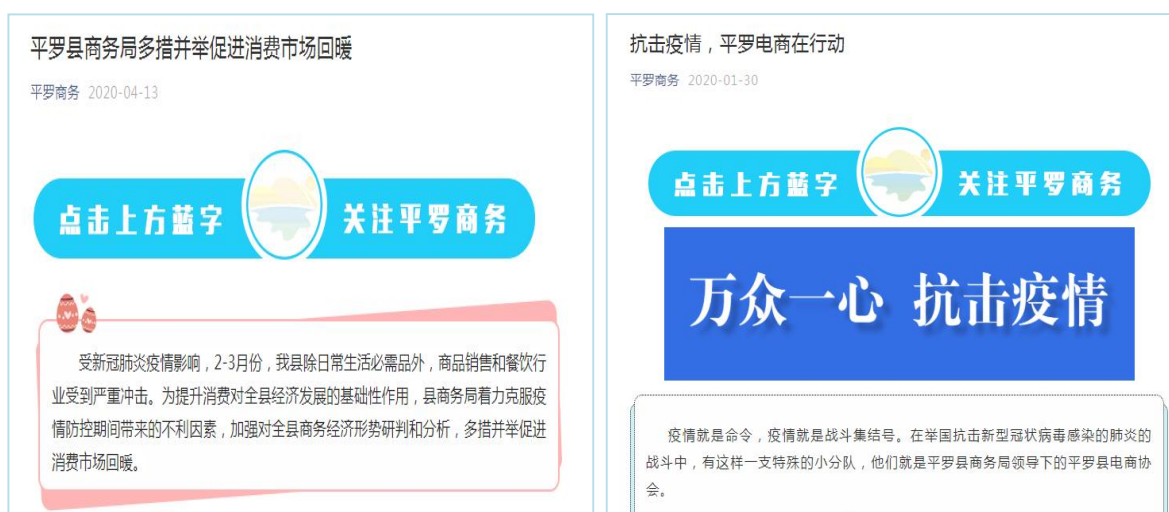 平罗县商务局多措并举促进消费市场回暖
平罗商务 2020-04-13
点击上方蓝字 关注平罗商务
受新冠肺炎疫情影响，2-3月份，我县除日常生活必需品外，商品销售和餐饮行
业受到严重冲击。为提升消费对全县经济发展的基础性作用，县商务局着力克服疫
情防控期间带来的不利因素，加强对全县商务经济形势研判和分析，多措并举促进
消费市场回暖。
抗击疫情，平罗电商在行动
平罗商务 2020-01-30
点击上方蓝字 关注平罗商务
万众一心 抗击疫情
疫情就是命令，疫情就是战斗集结号。在举国抗击新型冠状病毒感染的肺炎的
战斗中，有这样一支特殊的小分队，他们就是平罗县商务局领导下的平罗县电商协
会。